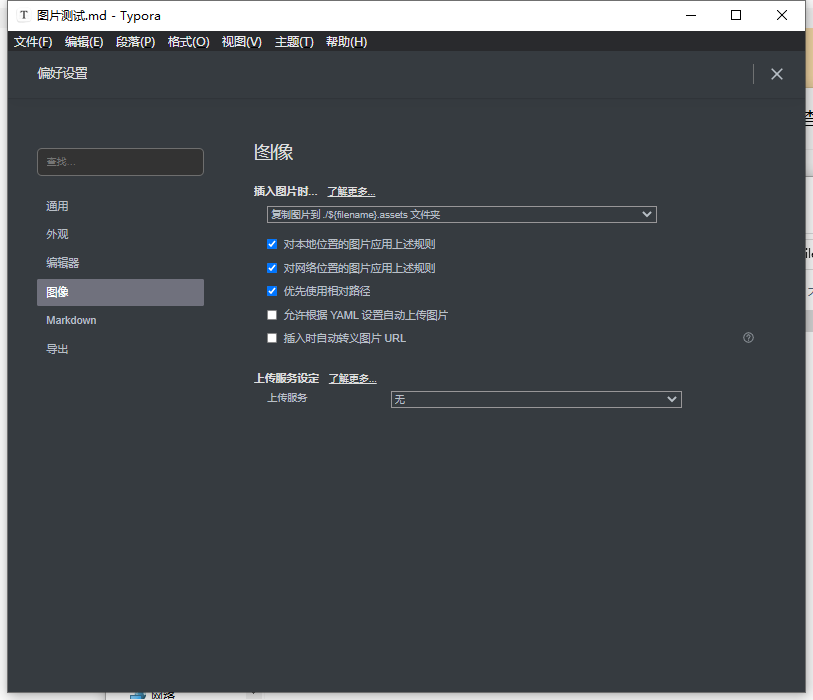 T 图片测试.md - Typora
文件(F) 编辑(E) 段落(P) 格式(O) 视图(V) 主题(T) 帮助(H)
偏好设置
查找...
通用
外观
编辑器
图像
Markdown
导出
图像
插入图片时... 了解更多...
复制图片到 ./${filename}.assets 文件夹
对本地位置的图片应用上述规则
对网络位置的图片应用上述规则
优先使用相对路径
允许根据 YAML 设置自动上传图片
插入时自动转义图片 URL
上传服务设定 了解更多...
上传服务 无
网络